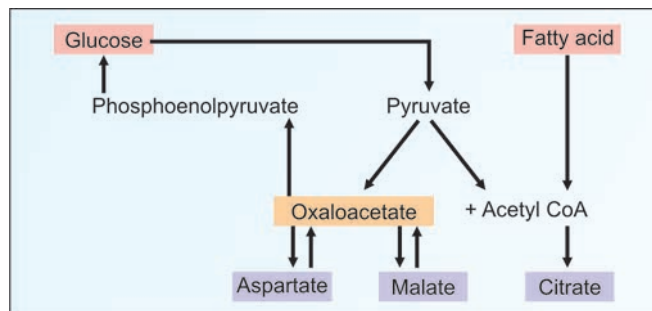 Glucose
Fatty acid
Phosphoenolpyruvate
Pyruvate
Oxaloacetate
+ Acetyl CoA
Aspartate
Malate
Citrate